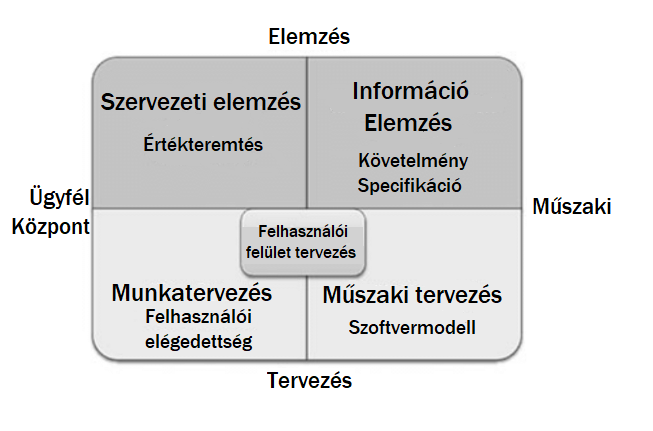 Elemzés
Szervezeti elemzés
Értékteremtés
Információ
Elemzés
Követelmény
Specifikáció
Ügyfél
Központ
Műszaki
Felhasználói
felület tervezés
Munkatervezés
Felhasználói
elégedettség
Műszaki tervezés
Szoftvermodell
Tervezés